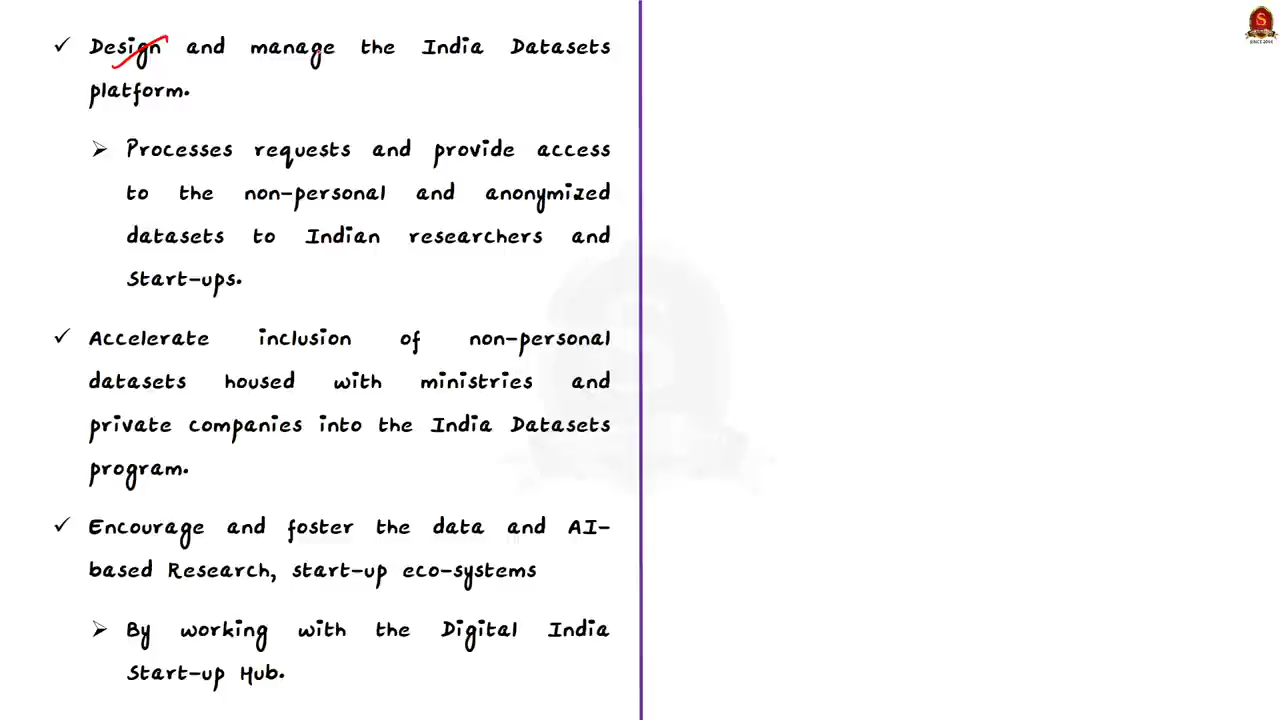 ✓ Design and manage the India Datasets
platform.
➢ Processes requests and provide access
to the non-personal and anonymized
datasets to Indian researchers and
Start-ups.
✓ Accelerate inclusion of non-personal
datasets housed with ministries and
private companies into the India Datasets
program.
✓ Encourage and foster the data and AI-
based Research, start-up eco-systems
➢ By working with the Digital India
Start-up Hub.
S